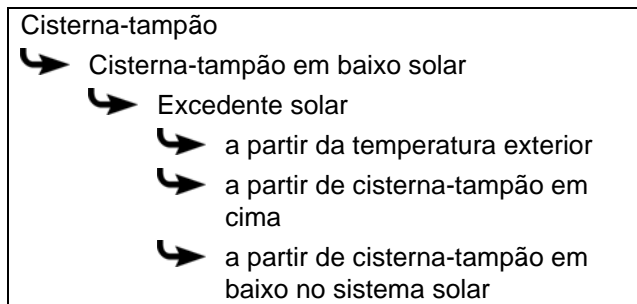 Cisterna-tampão
Cisterna-tampão em baixo solar
Excedente solar
a partir da temperatura exterior
a partir de cisterna-tampão em
cima
a partir de cisterna-tampão em
baixo no sistema solar